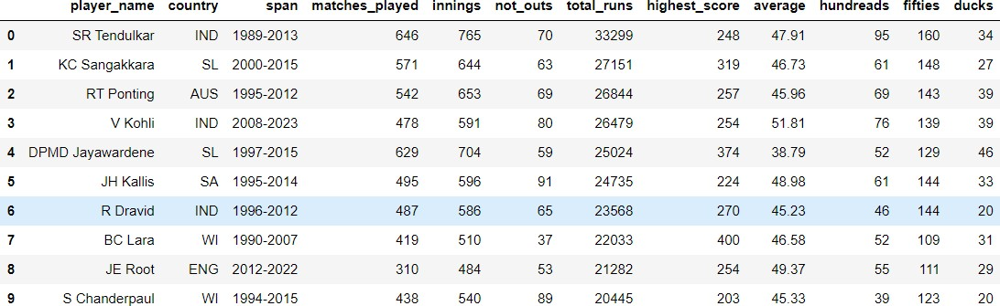 player_name country span matches_played innings not_outs total_runs highest_score average hundreads fifties ducks
0 SR Tendulkar IND 1989-2013 646 765 70 33299 248 47.91 95 160 34
1 KC Sangakkara SL 2000-2015 571 644 63 27151 319 46.73 61 148 27
2 RT Ponting AUS 1995-2012 542 653 69 26844 257 45.96 69 143 39
3 V Kohli IND 2008-2023 478 591 80 26479 254 51.81 76 139 39
4 DPMD Jayawardene SL 1997-2015 629 704 59 25024 374 38.79 52 129 46
5 JH Kallis SA 1995-2014 495 596 91 24735 224 48.98 61 144 33
6 R Dravid IND 1996-2012 487 586 65 23568 270 45.23 46 144 20
7 BC Lara WI 1990-2007 419 510 37 22033 400 46.58 52 109 31
8 JE Root ENG 2012-2022 310 484 53 21282 254 49.37 55 111 29
9 S Chanderpaul WI 1994-2015 438 540 89 20445 203 45.33 39 123 20